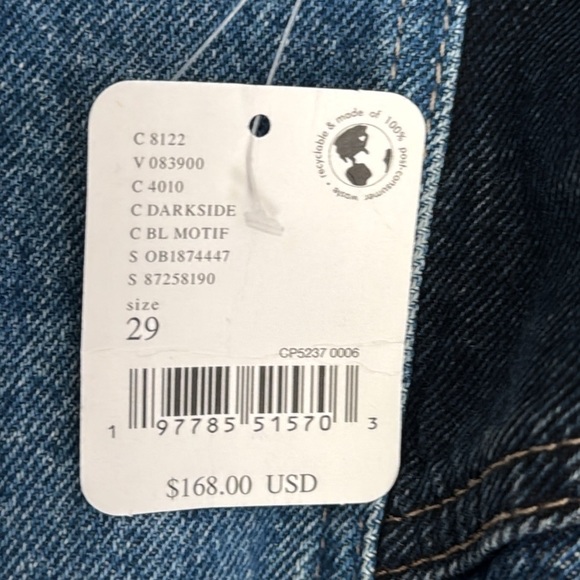 C 8122
V 083900
C 4010
C DARKSIDE
C BL MOTIF
S OB1874447
S 87258190
size
29
recyclable & made of 100% post-consumer waste •
CP5237 0006
1 97785 51570 3
$168.00 USD